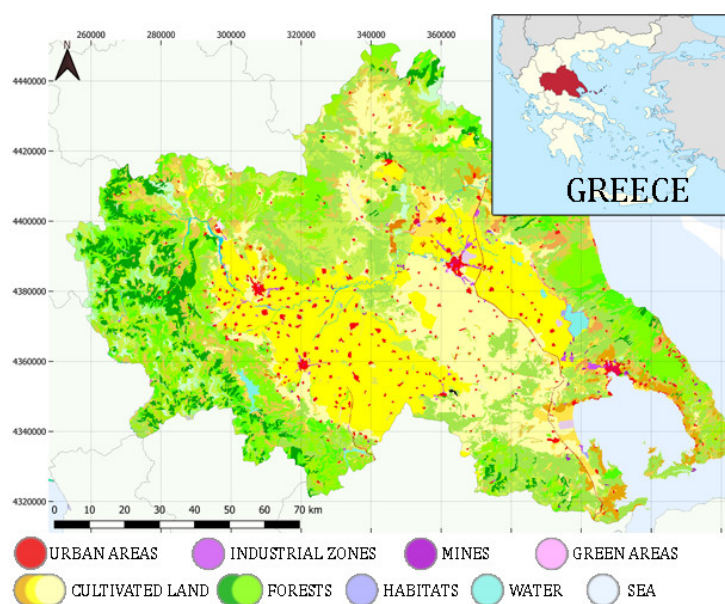 260000 280000 300000 320000 340000 360000
N
4440000
4420000
4400000
4380000
4360000
4340000
4320000
GREECE
0 10 20 30 40 50 60 70 km
URBAN AREAS INDUSTRIAL ZONES MINES GREEN AREAS
CULTIVATED LAND FORESTS HABITATS WATER SEA